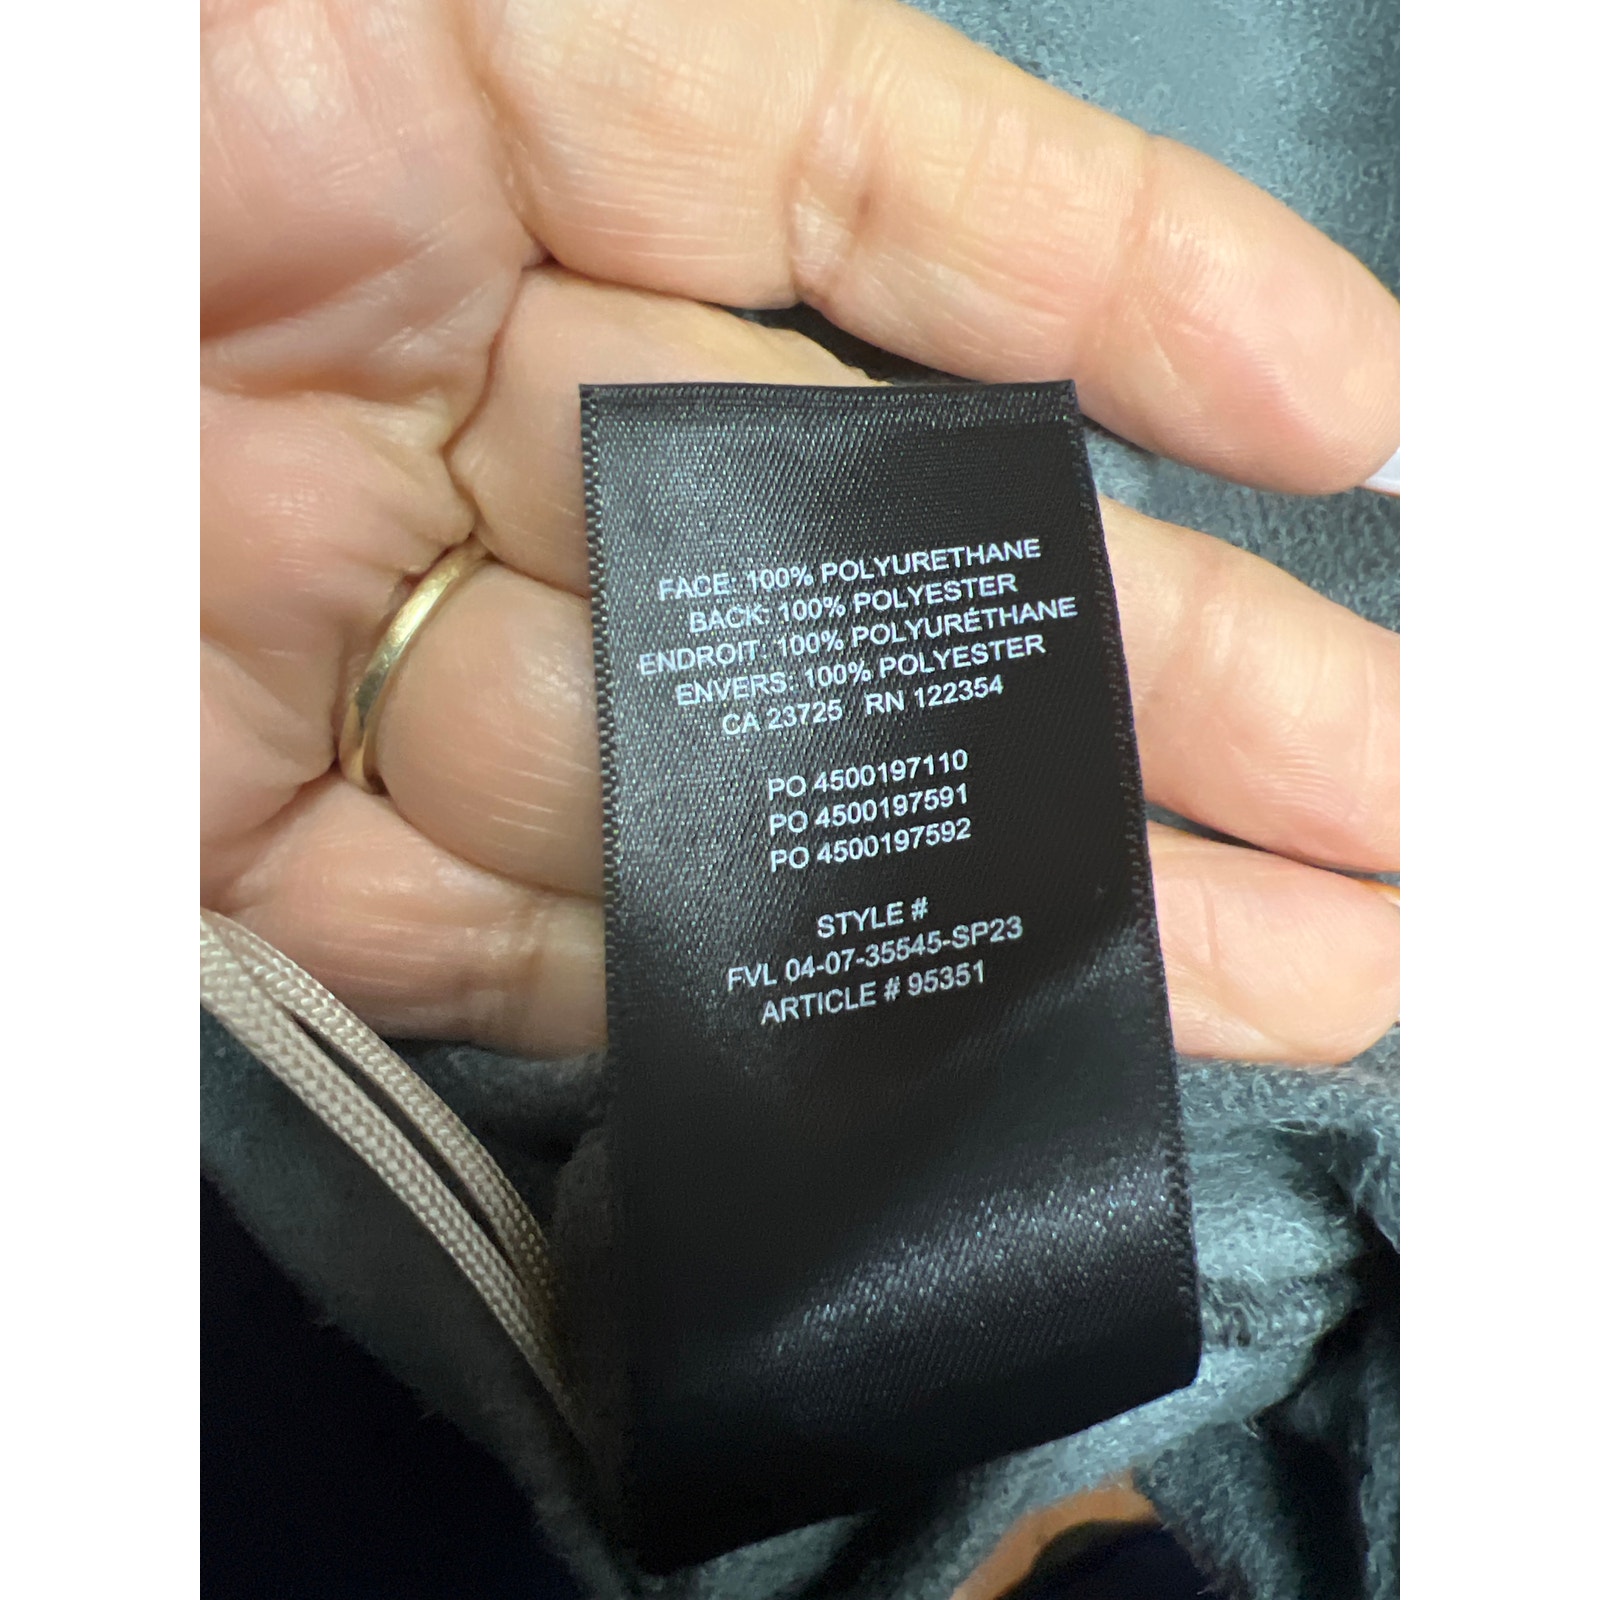 FACE: 100% POLYURETHANE
BACK: 100% POLYESTER
ENDROIT: 100% POLYURÉTHANE
ENVERS: 100% POLYESTER
CA 23725 RN 122354
PO 4500197110
PO 4500197591
PO 4500197592
STYLE #
FVL 04-07-35545-SP23
ARTICLE # 95351